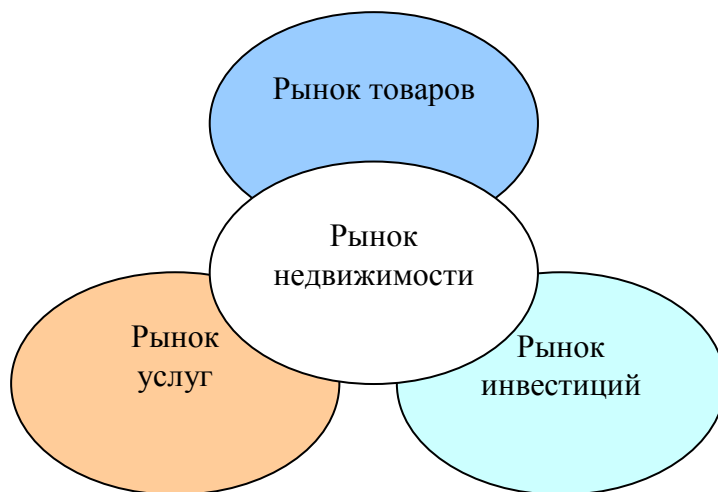 Рынок товаров
Рынок
недвижимости
Рынок
услуг
Рынок
инвестиций